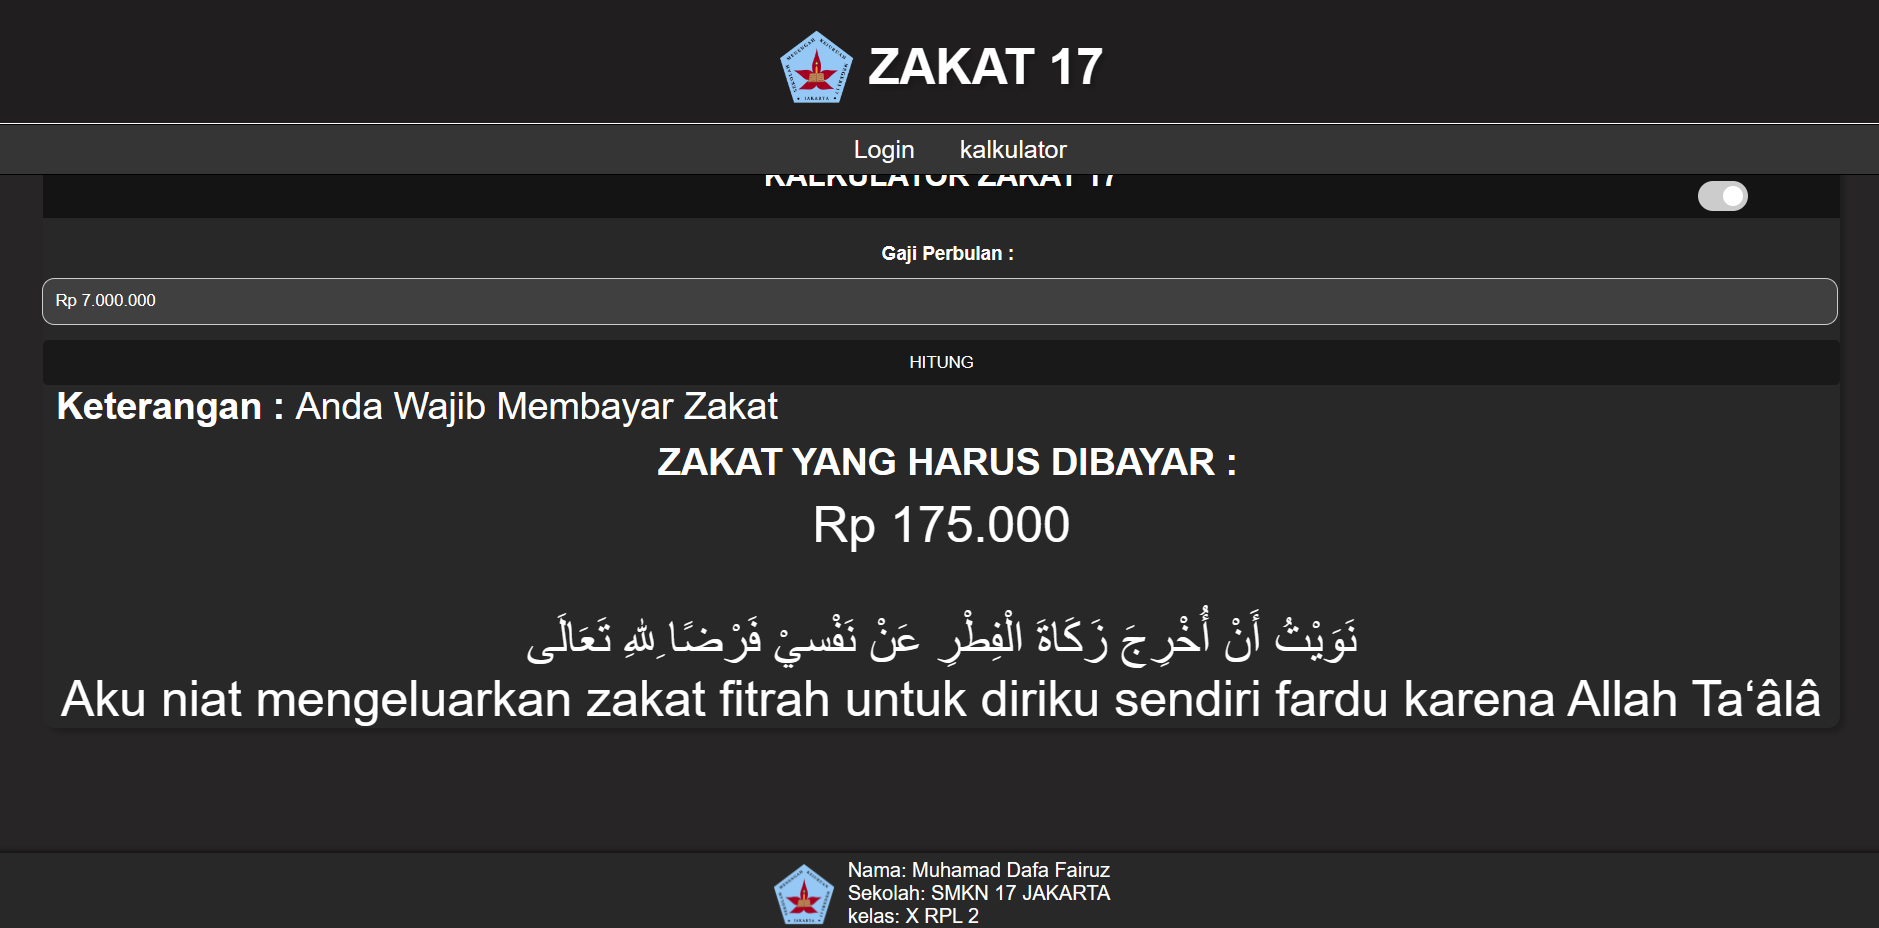 ZAKAT 17
Login kalkulator
KALKULATOR ZAKAT 17
Gaji Perbulan :
Rp 7.000.000
HITUNG
Keterangan : Anda Wajib Membayar Zakat
ZAKAT YANG HARUS DIBAYAR :
Rp 175.000
نَوَيْتُ أَنْ أُخْرِجَ زَكَاةَ الْفِطْرِ عَنْ نَفْسيْ فَرْضًا ِللهِ تَعَالَى
Aku niat mengeluarkan zakat fitrah untuk diriku sendiri fardu karena Allah Ta‘âlâ
Nama: Muhamad Dafa Fairuz
Sekolah: SMKN 17 JAKARTA
kelas: X RPL 2